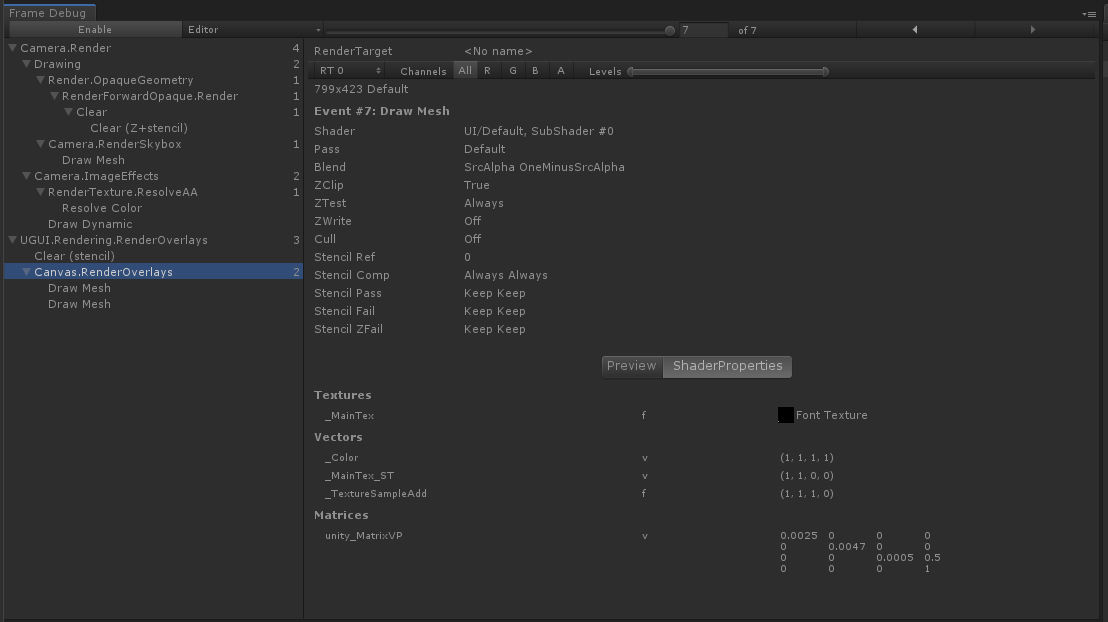 Frame Debug
Enable Editor 7 of 7
Camera.Render 4
Drawing 2
Render.OpaqueGeometry 1
RenderForwardOpaque.Render 1
Clear 1
Clear (Z+stencil)
Camera.RenderSkybox 1
Draw Mesh
Camera.ImageEffects 2
RenderTexture.ResolveAA 1
Resolve Color
Draw Dynamic
UGUI.Rendering.RenderOverlays 3
Clear (stencil)
Canvas.RenderOverlays 2
Draw Mesh
Draw Mesh
RenderTarget <No name>
RT 0 Channels All R G B A Levels
799x423 Default
Event #7: Draw Mesh
Shader UI/Default, SubShader #0
Pass Default
Blend SrcAlpha OneMinusSrcAlpha
ZClip True
ZTest Always
ZWrite Off
Cull Off
Stencil Ref 0
Stencil Comp Always Always
Stencil Pass Keep Keep
Stencil Fail Keep Keep
Stencil ZFail Keep Keep
Preview ShaderProperties
Textures
_MainTex f Font Texture
Vectors
_Color v (1, 1, 1, 1)
_MainTex_ST v (1, 1, 0, 0)
_TextureSampleAdd f (1, 1, 1, 0)
Matrices
unity_MatrixVP v 0.0025 0 0 0
0 0.0047 0 0
0 0 0.0005 0.5
0 0 0 1